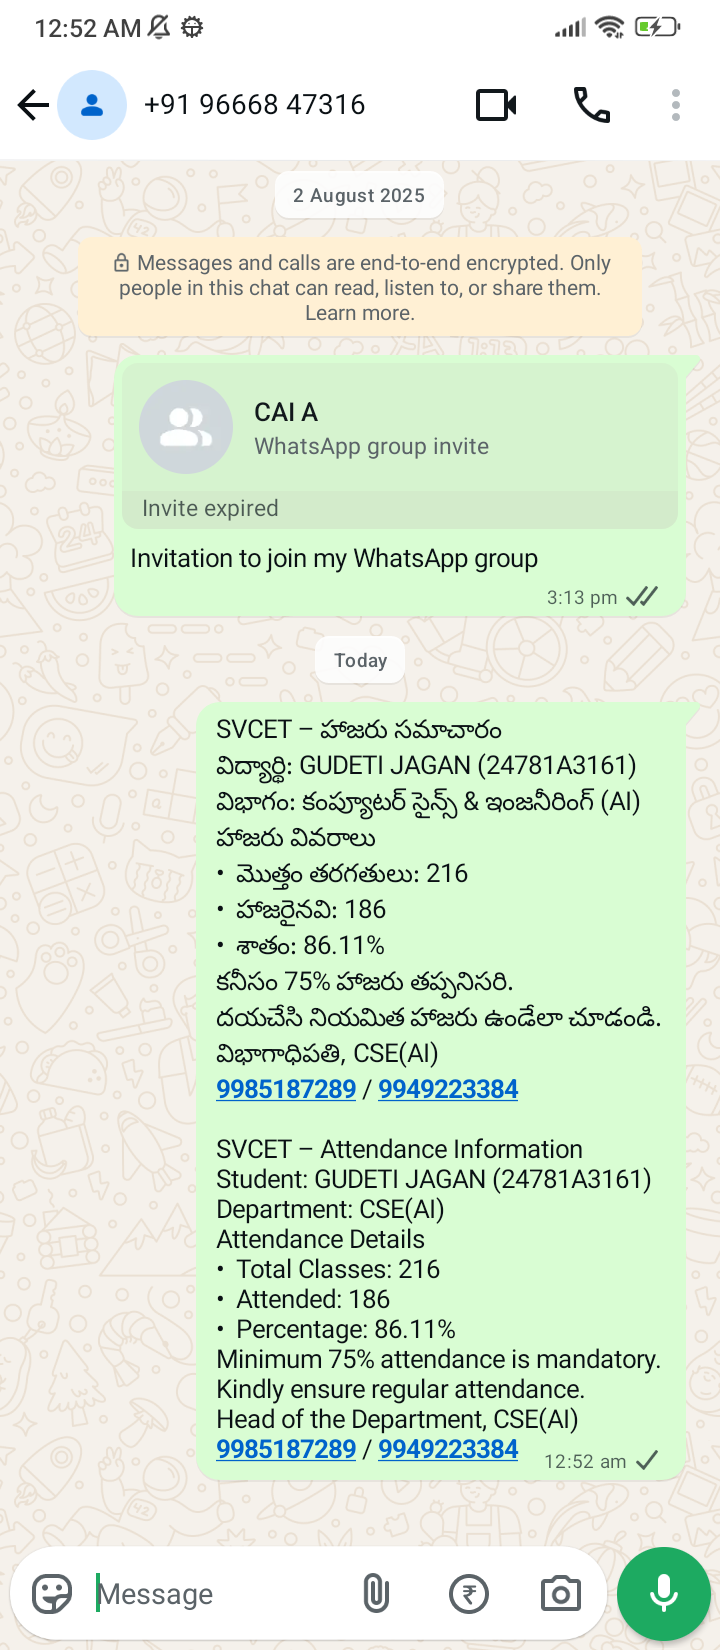 12:52 AM
+91 96668 47316
2 August 2025
Messages and calls are end-to-end encrypted. Only
people in this chat can read, listen to, or share them.
Learn more.
CAI A
WhatsApp group invite
Invite expired
Invitation to join my WhatsApp group
3:13 pm
Today
SVCET – హాజరు సమాచారం
విద్యార్థి: GUDETI JAGAN (24781A3161)
విభాగం: కంప్యూటర్ సైన్స్ & ఇంజనీరింగ్ (AI)
హాజరు వివరాలు
• మొత్తం తరగతులు: 216
• హాజరైనవి: 186
• శాతం: 86.11%
కనీసం 75% హాజరు తప్పనిసరి.
దయచేసి నియమిత హాజరు ఉండేలా చూడండి.
విభాగాధిపతి, CSE(AI)
9985187289 / 9949223384
SVCET – Attendance Information
Student: GUDETI JAGAN (24781A3161)
Department: CSE(AI)
Attendance Details
• Total Classes: 216
• Attended: 186
• Percentage: 86.11%
Minimum 75% attendance is mandatory.
Kindly ensure regular attendance.
Head of the Department, CSE(AI)
9985187289 / 9949223384
12:52 am
Message